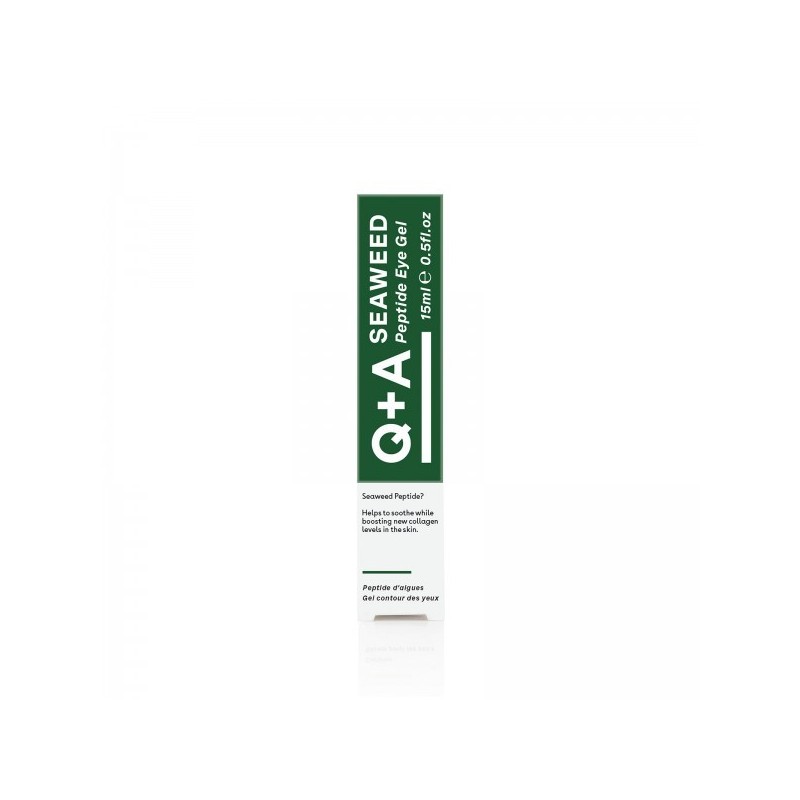 Q+A
SEAWEED
Peptide Eye Gel
15ml ℮ 0.5fl.oz
Seaweed Peptide?
Helps to soothe while
boosting new collagen
levels in the skin.
Peptide d'algues
Gel contour des yeux